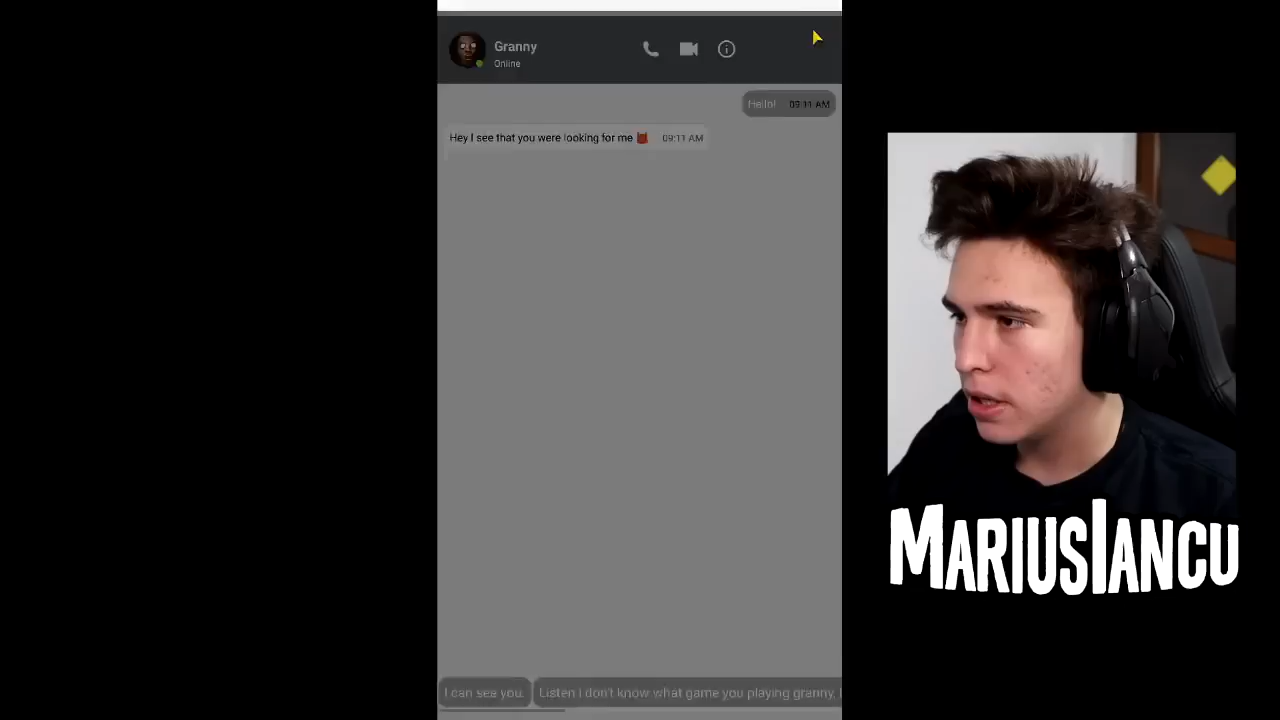 Granny
Online
Hello! 09:11 AM
Hey I see that you were looking for me 09:11 AM
I can see you.
Listen I don't know what game you playing granny,
MARIUSIANCU